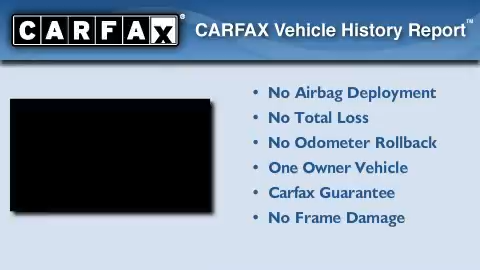 CARFAX® CARFAX Vehicle History Report™
• No Airbag Deployment
• No Total Loss
• No Odometer Rollback
• One Owner Vehicle
• Carfax Guarantee
• No Frame Damage